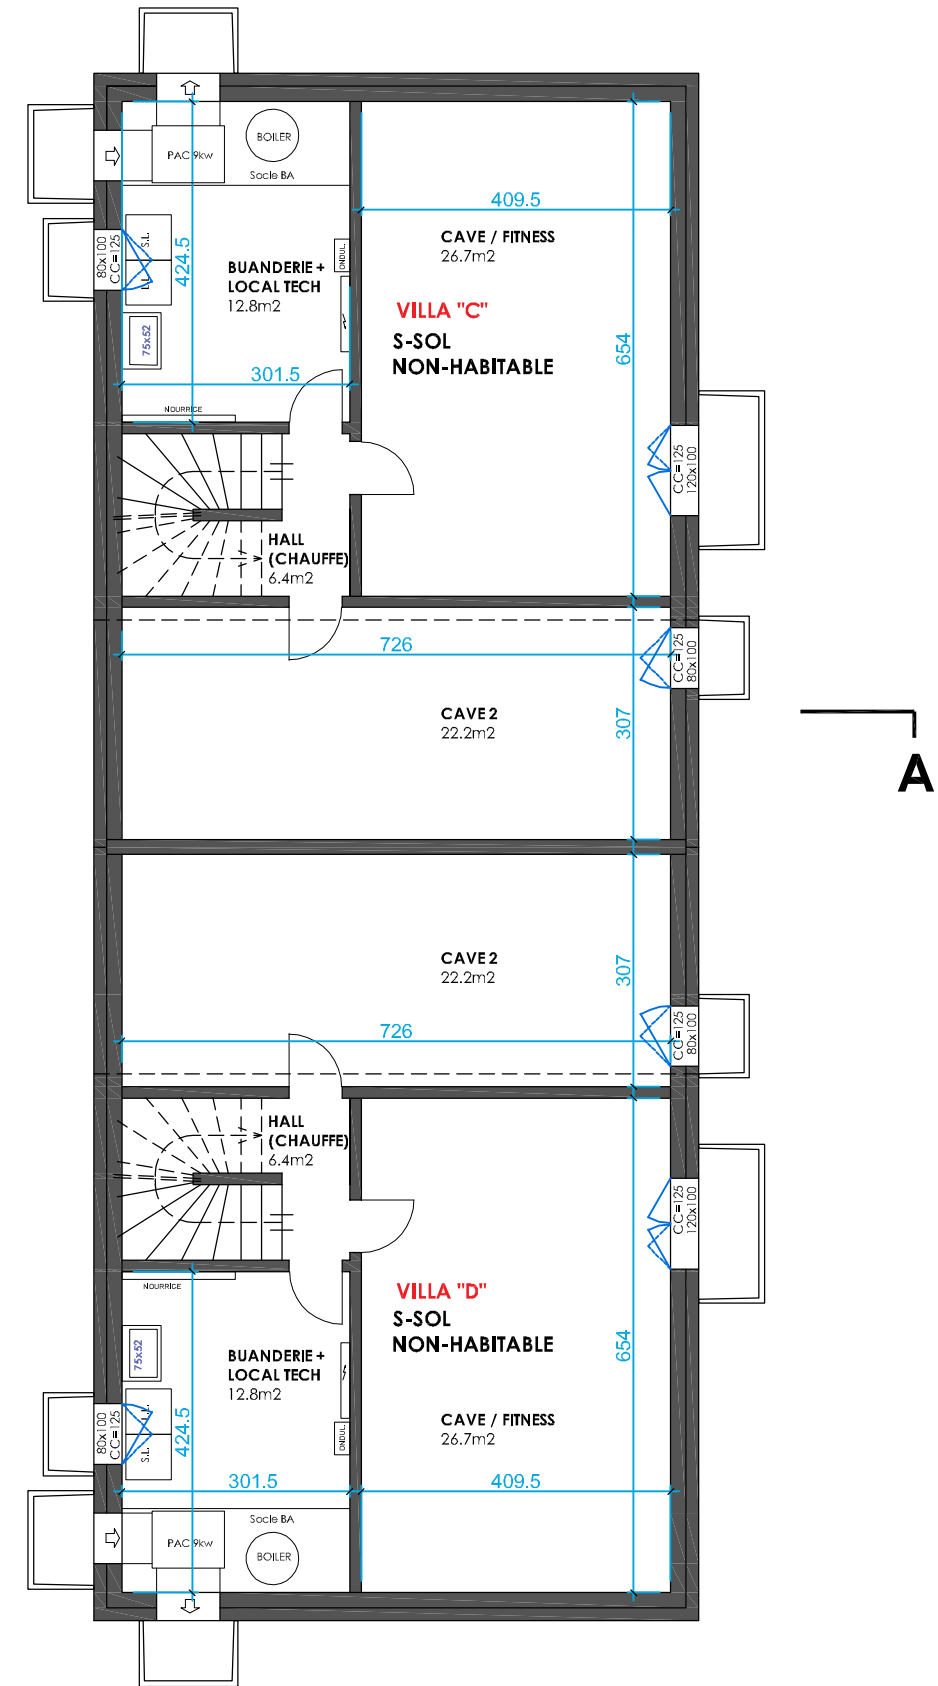 BOILER
PAC 9kw
Socle BA
409.5
CAVE / FITNESS
26.7m2
80x100
CC=125
S.L.
L.L.
424.5
BUANDERIE +
LOCAL TECH
12.8m2
ONDUL.
VILLA "C"
S-SOL
NON-HABITABLE
654
75x52
301.5
NOURRICE
CC=125
120x100
HALL
(CHAUFFE)
6.4m2
726
CC=125
80x100
CAVE 2
22.2m2
307
A
CAVE 2
22.2m2
307
726
CC=125
80x100
HALL
(CHAUFFE)
6.4m2
CC=125
120x100
NOURRICE
VILLA "D"
S-SOL
NON-HABITABLE
654
75x52
BUANDERIE +
LOCAL TECH
12.8m2
80x100
CC=125
L.L.
S.L.
424.5
ONDUL.
CAVE / FITNESS
26.7m2
301.5
409.5
Socle BA
PAC 9kw
BOILER